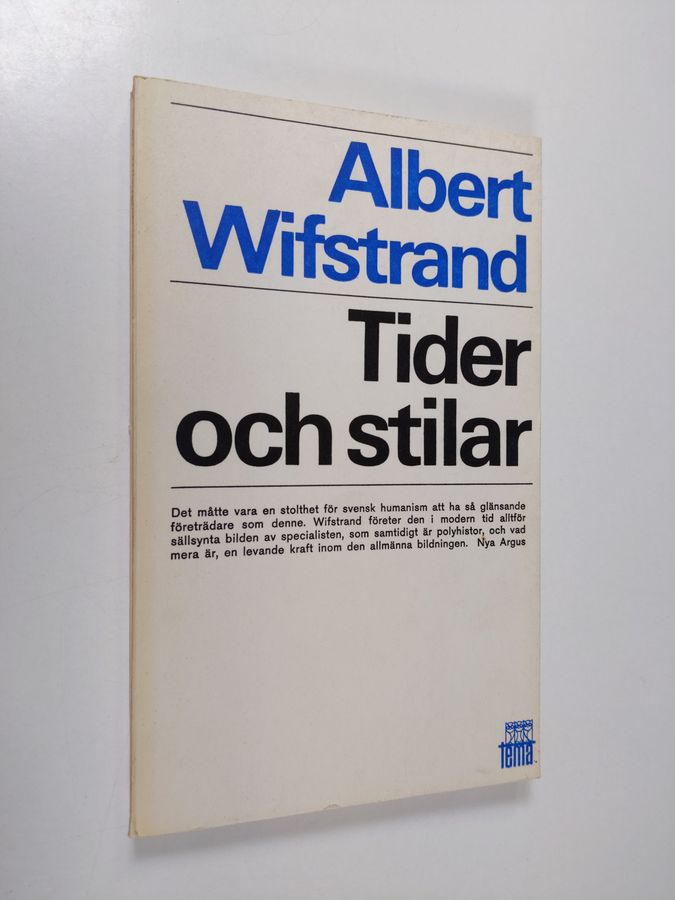 Albert
Wifstrand
Tider
och stilar
Det måtte vara en stolthet för svensk humanism att ha så glänsande
företrädare som denne. Wifstrand företer den i modern tid alltför
sällsynta bilden av specialisten, som samtidigt är polyhistor, och vad
mera är, en levande kraft inom den allmänna bildningen. Nya Argus
tema